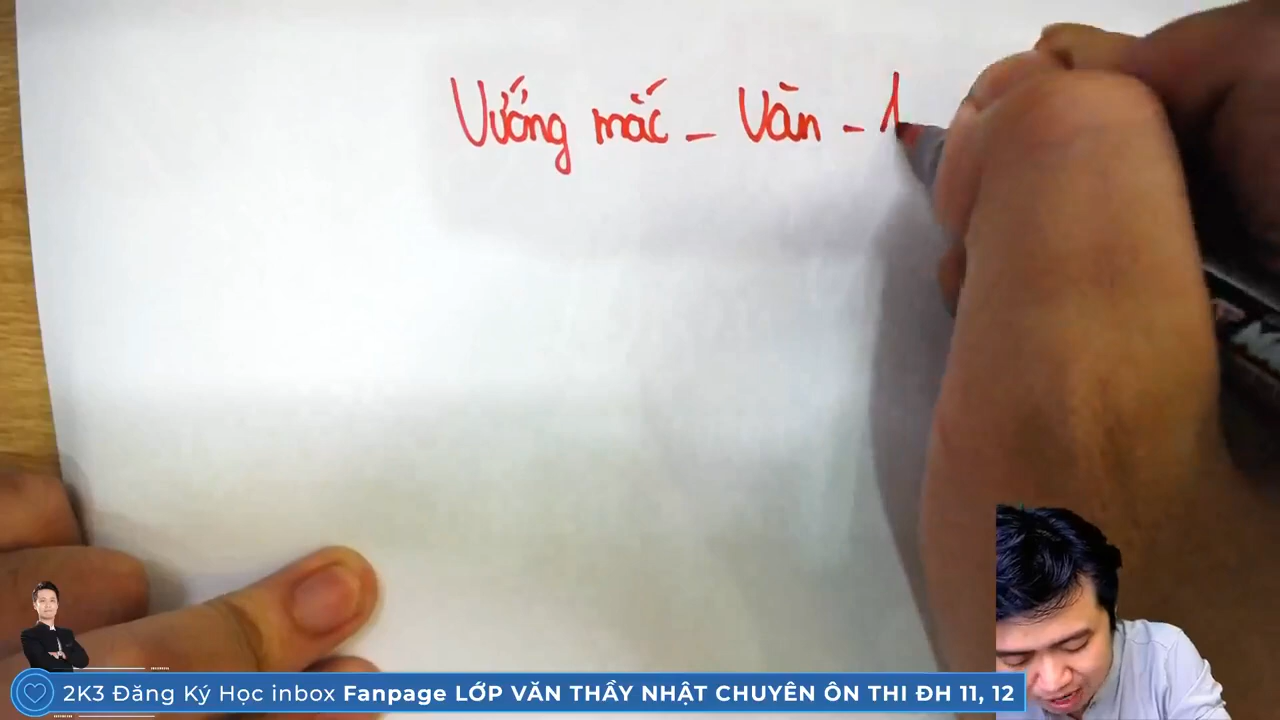 Vướng mắc - Văn - 1
2K3 Đăng Ký Học inbox Fanpage LỚP VĂN THẦY NHẬT CHUYÊN ÔN THI ĐH 11, 12